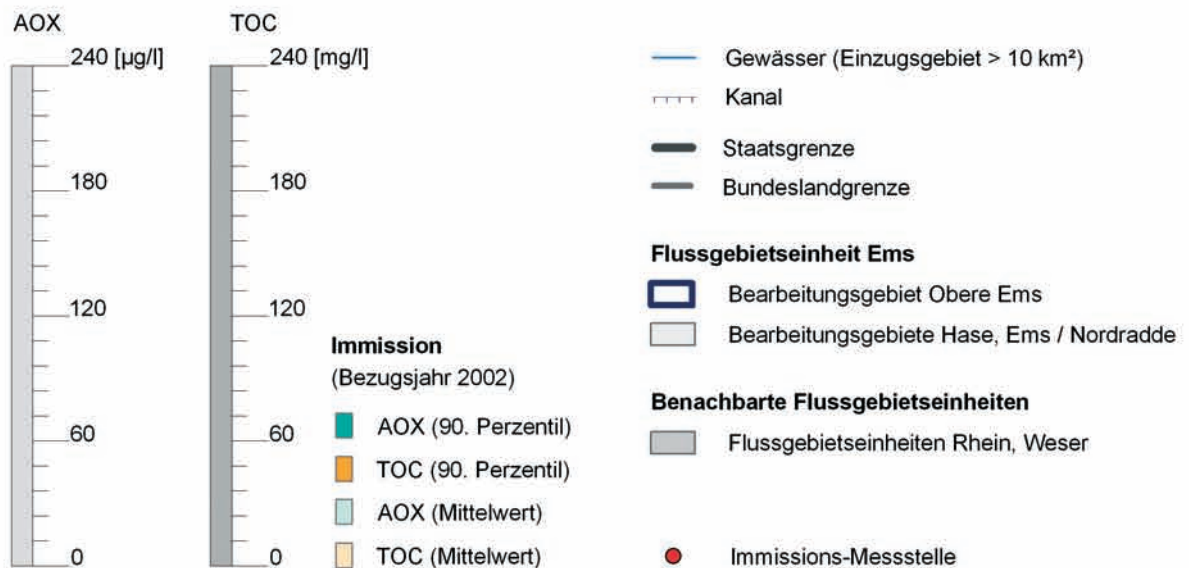 AOX
240 [µg/l]
180
120
60
0
TOC
240 [mg/l]
180
120
60
0
Immission
(Bezugsjahr 2002)
AOX (90. Perzentil)
TOC (90. Perzentil)
AOX (Mittelwert)
TOC (Mittelwert)
Gewässer (Einzugsgebiet > 10 km²)
Kanal
Staatsgrenze
Bundeslandgrenze
Flussgebietseinheit Ems
Bearbeitungsgebiet Obere Ems
Bearbeitungsgebiete Hase, Ems / Nordradde
Benachbarte Flussgebietseinheiten
Flussgebietseinheiten Rhein, Weser
Immissions-Messstelle